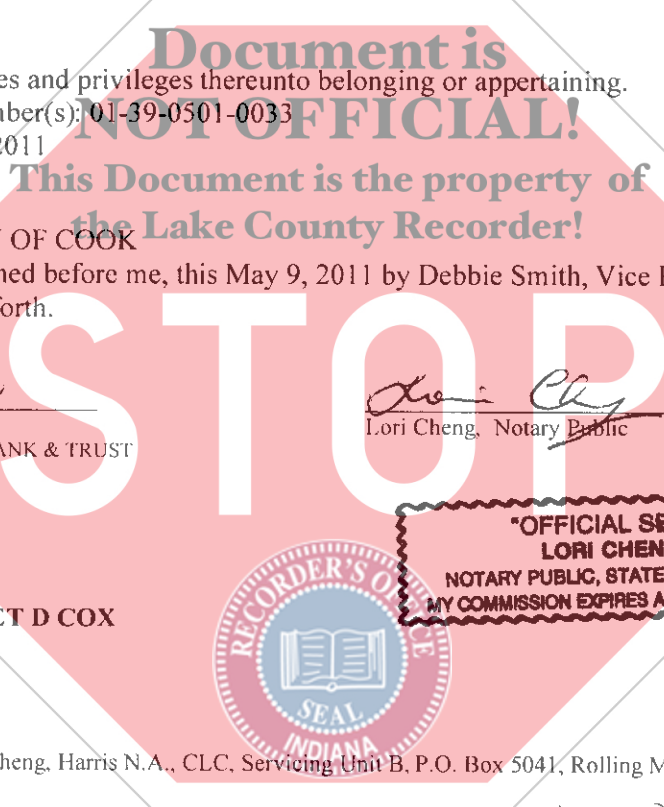 Document is
es and privileges thereunto belonging or appertaining.
nber(s): 01-39-0501-0033
NOT OFFICIAL!
2011
This Document is the property of
the Lake County Recorder!
OF COOK
ned before me, this May 9, 2011 by Debbie Smith, Vice
forth.
STOP
Lori Cheng, Notary Public
ANK & TRUST
"OFFICIAL SE
LORI CHEN
NOTARY PUBLIC, STATE
MY COMMISSION EXPIRES A
RECORDER'S OFFICE
SEAL
INDIANA
CT D COX
heng, Harris N.A., CLC, Servicing Unit B, P.O. Box 5041, Rolling M